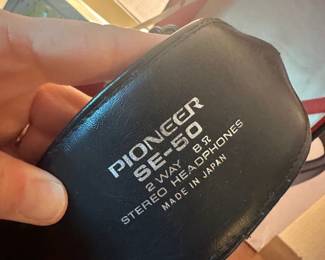 PIONEER
SE-50
2 WAY 8Ω
STEREO HEADPHONES
MADE IN JAPAN